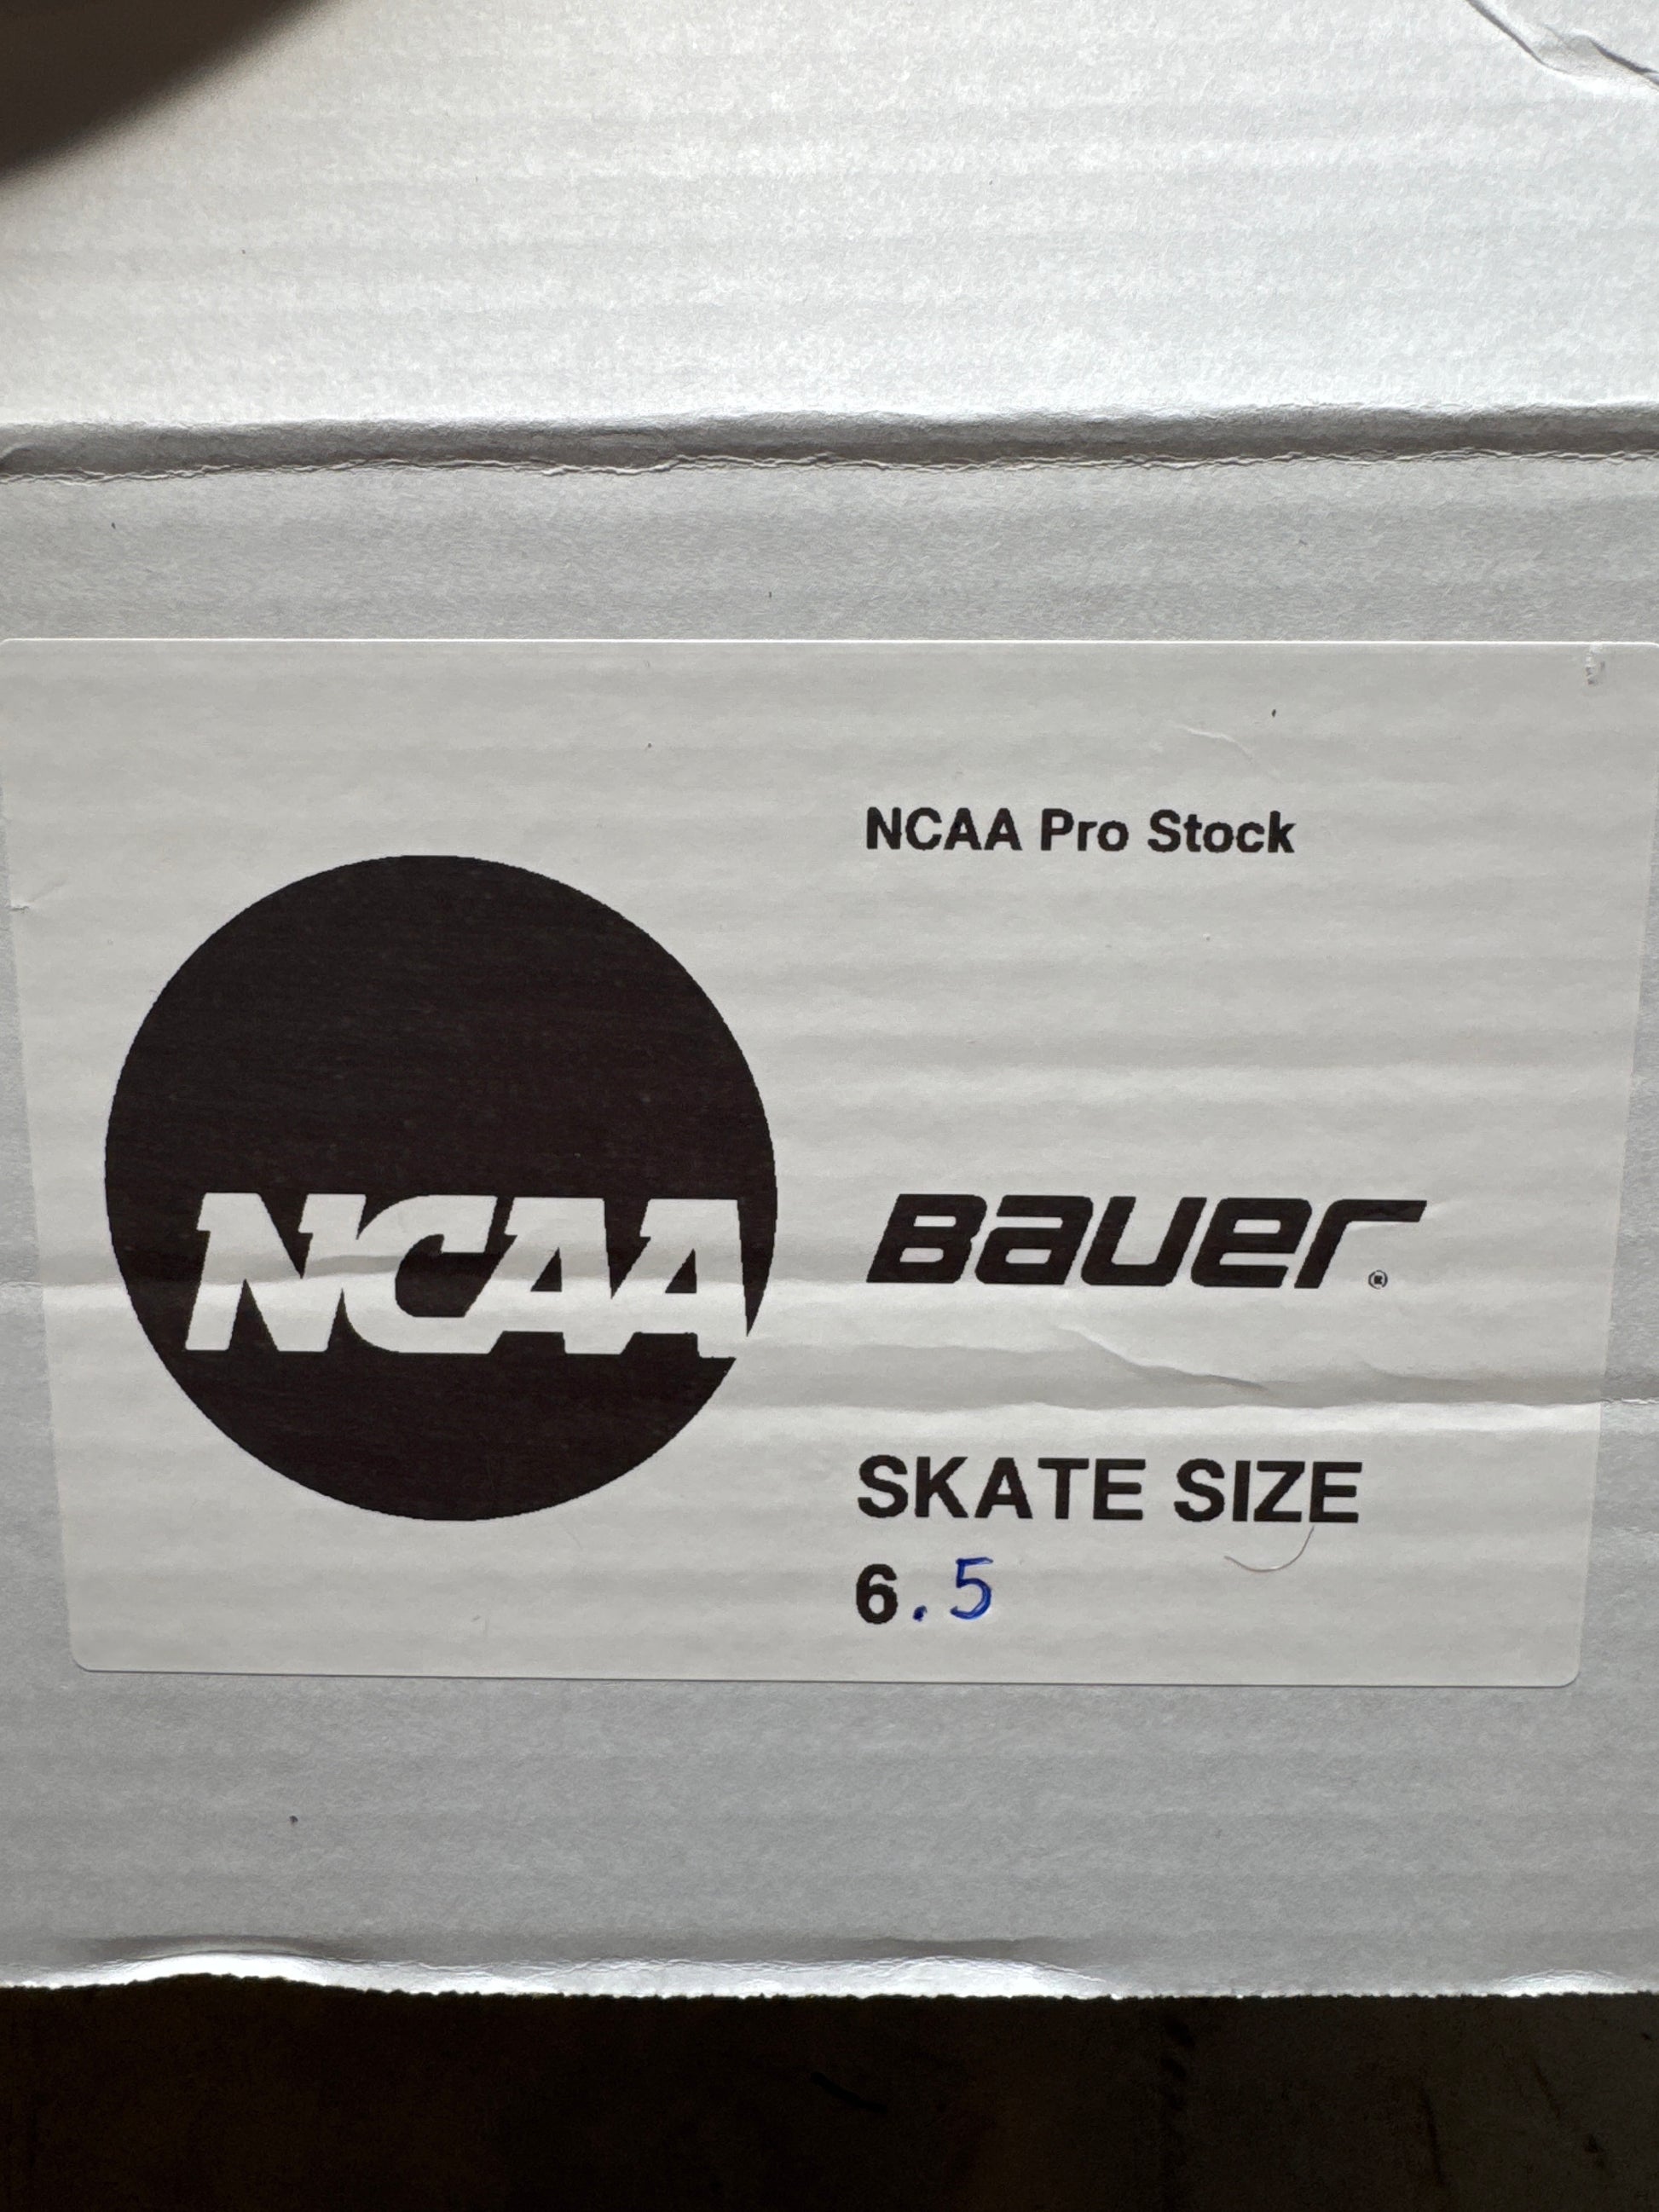 NCAA Pro Stock
NCAA
BAUER®
SKATE SIZE
6.5